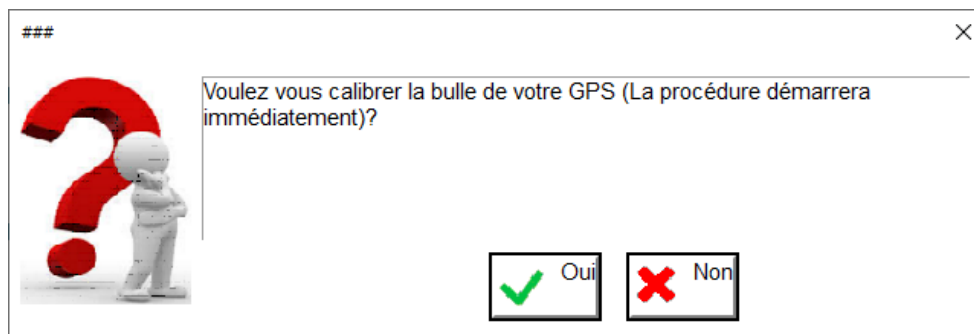 ###
Voulez vous calibrer la bulle de votre GPS (La procédure démarrera
immédiatement)?
Oui
Non